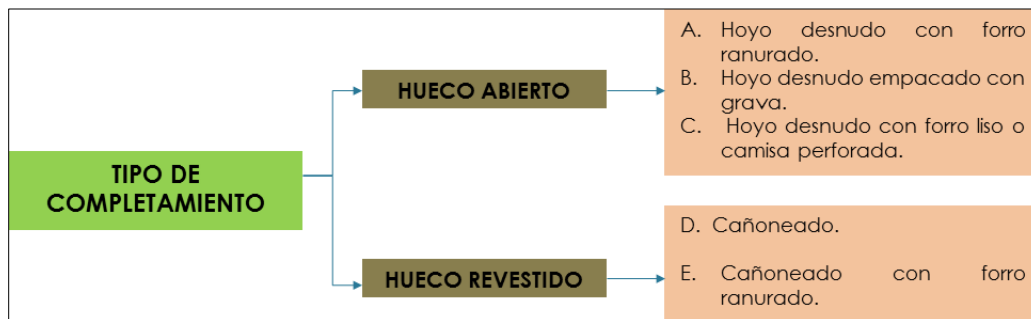 TIPO DE
COMPLETAMIENTO
HUECO ABIERTO
A. Hoyo desnudo con forro
ranurado.
B. Hoyo desnudo empacado con
grava.
C. Hoyo desnudo con forro liso o
camisa perforada.
HUECO REVESTIDO
D. Cañoneado.
E. Cañoneado con forro
ranurado.